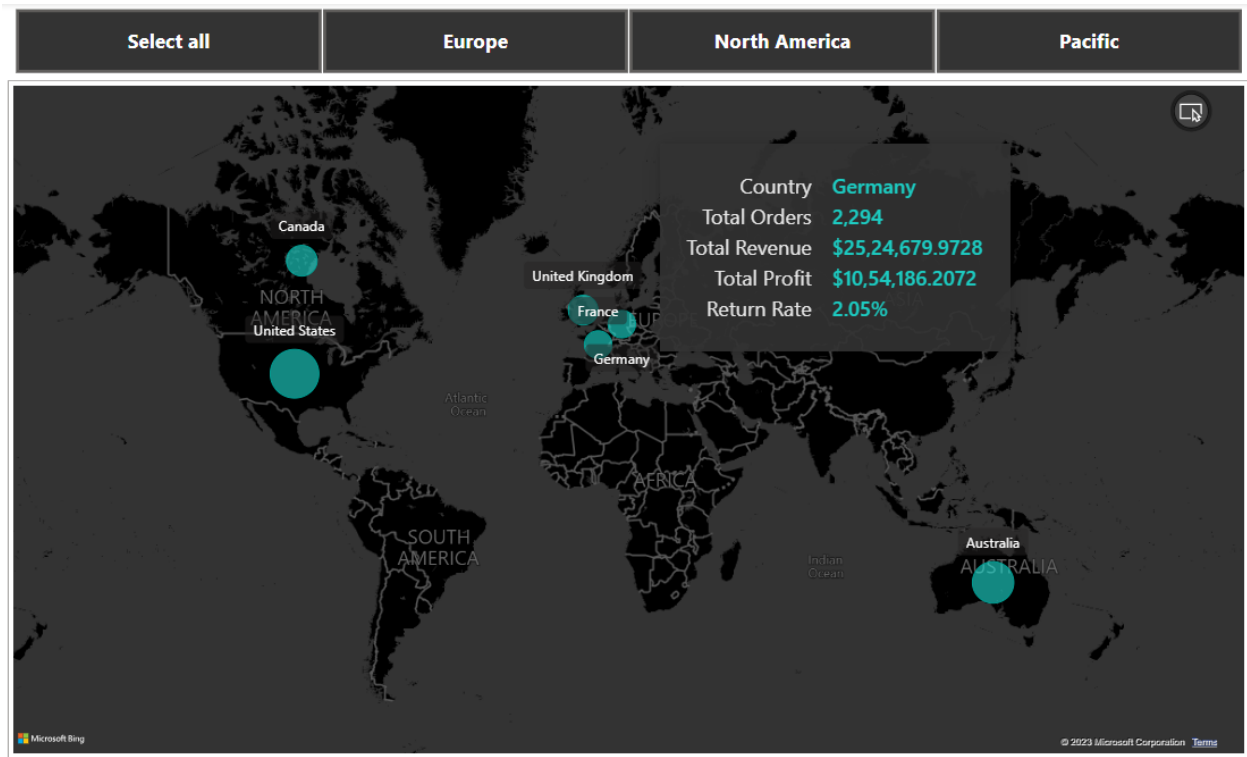 Select all
Europe
North America
Pacific
Country Germany
Total Orders 2,294
Total Revenue $25,24,679.9728
Total Profit $10,54,186.2072
Return Rate 2.05%
Canada
United Kingdom
NORTH
AMERICA
United States
France
EUROPE
Germany
Atlantic
Ocean
AFRICA
SOUTH
AMERICA
Indian
Ocean
Australia
AUSTRALIA
Microsoft Bing
© 2023 Microsoft Corporation Terms